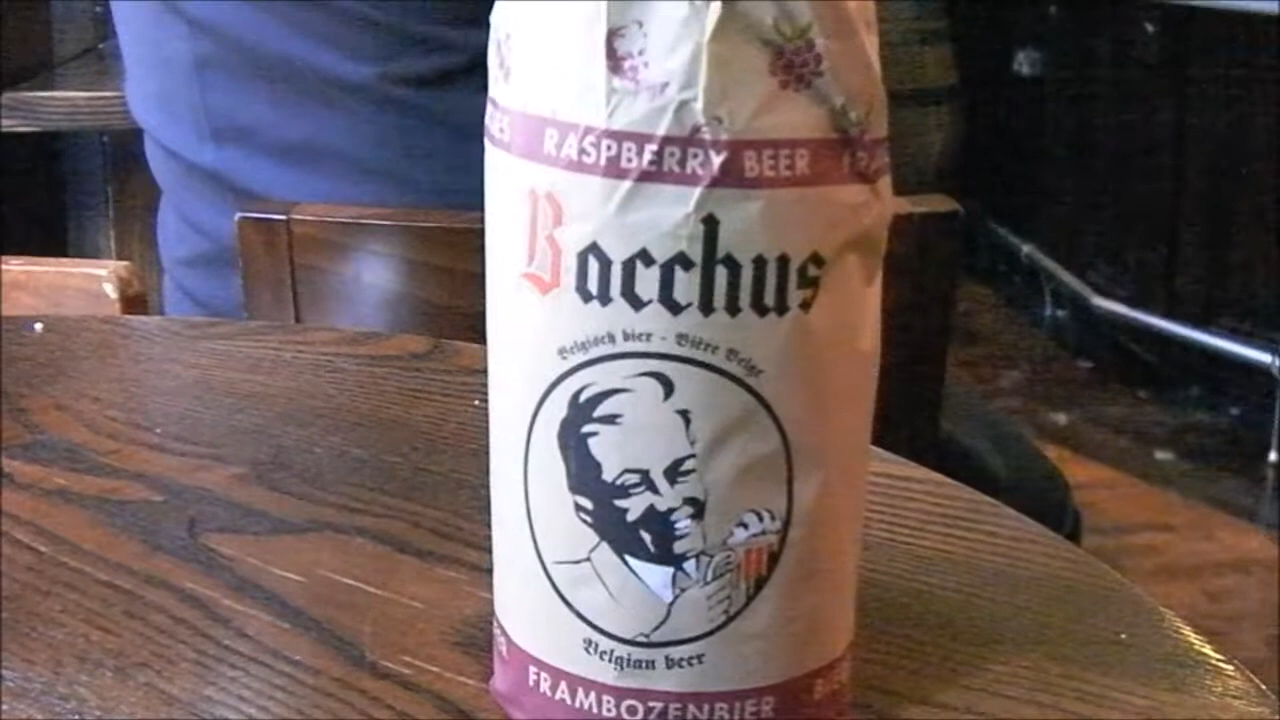 RASPBERRY BEER
Bacchus
Belgisch bier - Bière Belge
Belgian beer
FRAMBOZENBIER